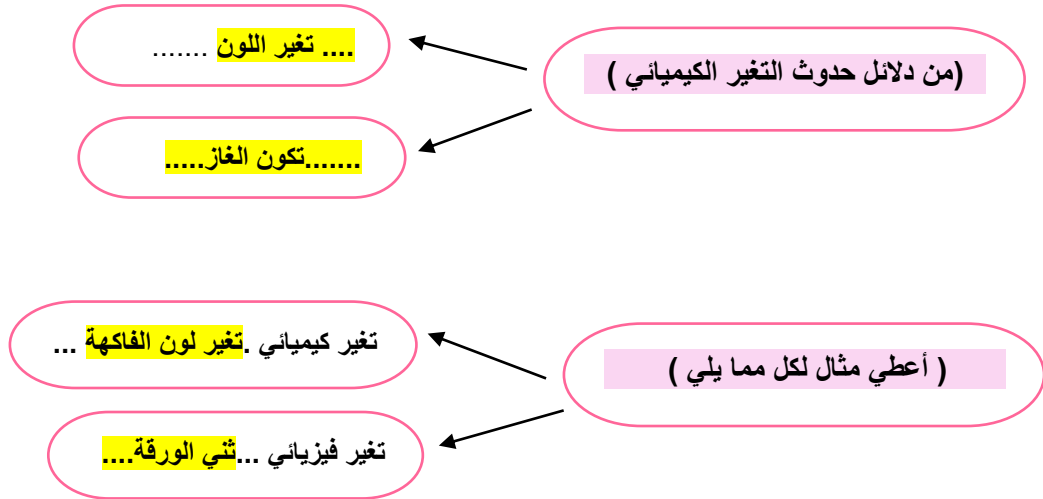 (من دلائل حدوث التغير الكيميائي )
.... تغير اللون .......
.......تكون الغاز.....
( أعطي مثال لكل مما يلي )
تغير كيميائي .تغير لون الفاكهة ...
تغير فيزيائي ...ثني الورقة....